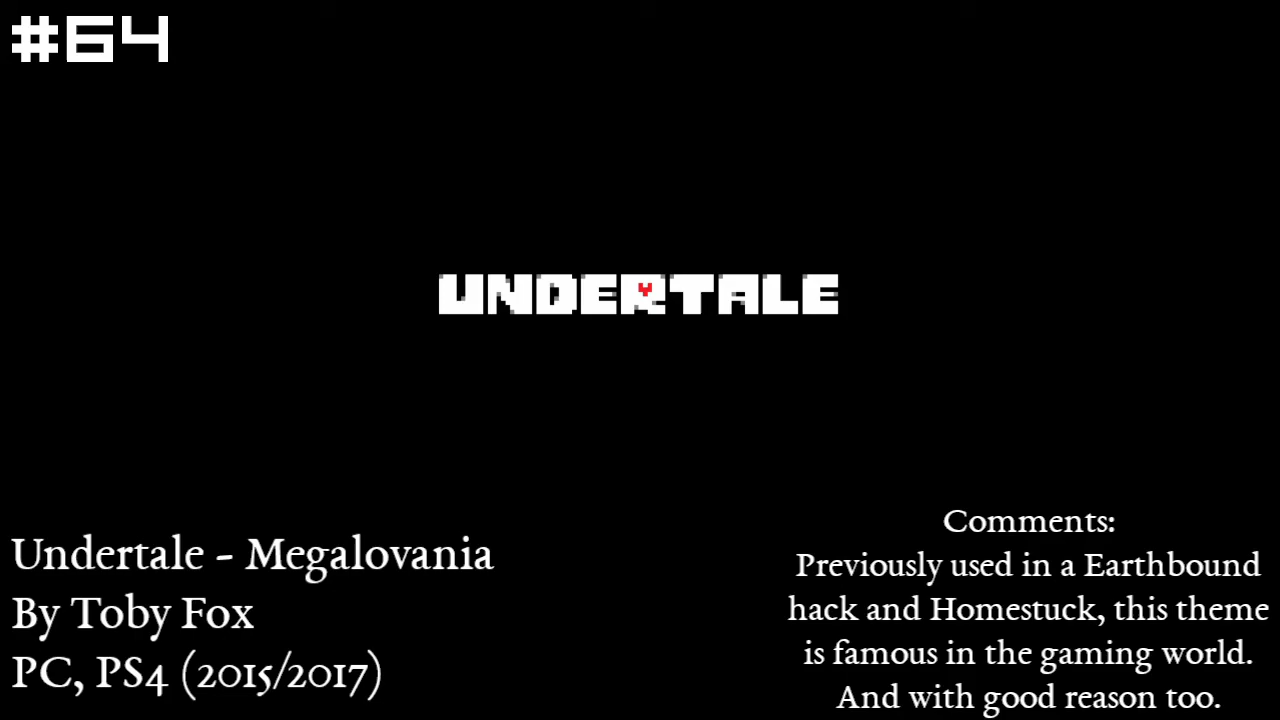 #64
UNDERTALE
Undertale - Megalovania
By Toby Fox
PC, PS4 (2015/2017)
Comments:
Previously used in a Earthbound
hack and Homestuck, this theme
is famous in the gaming world.
And with good reason too.